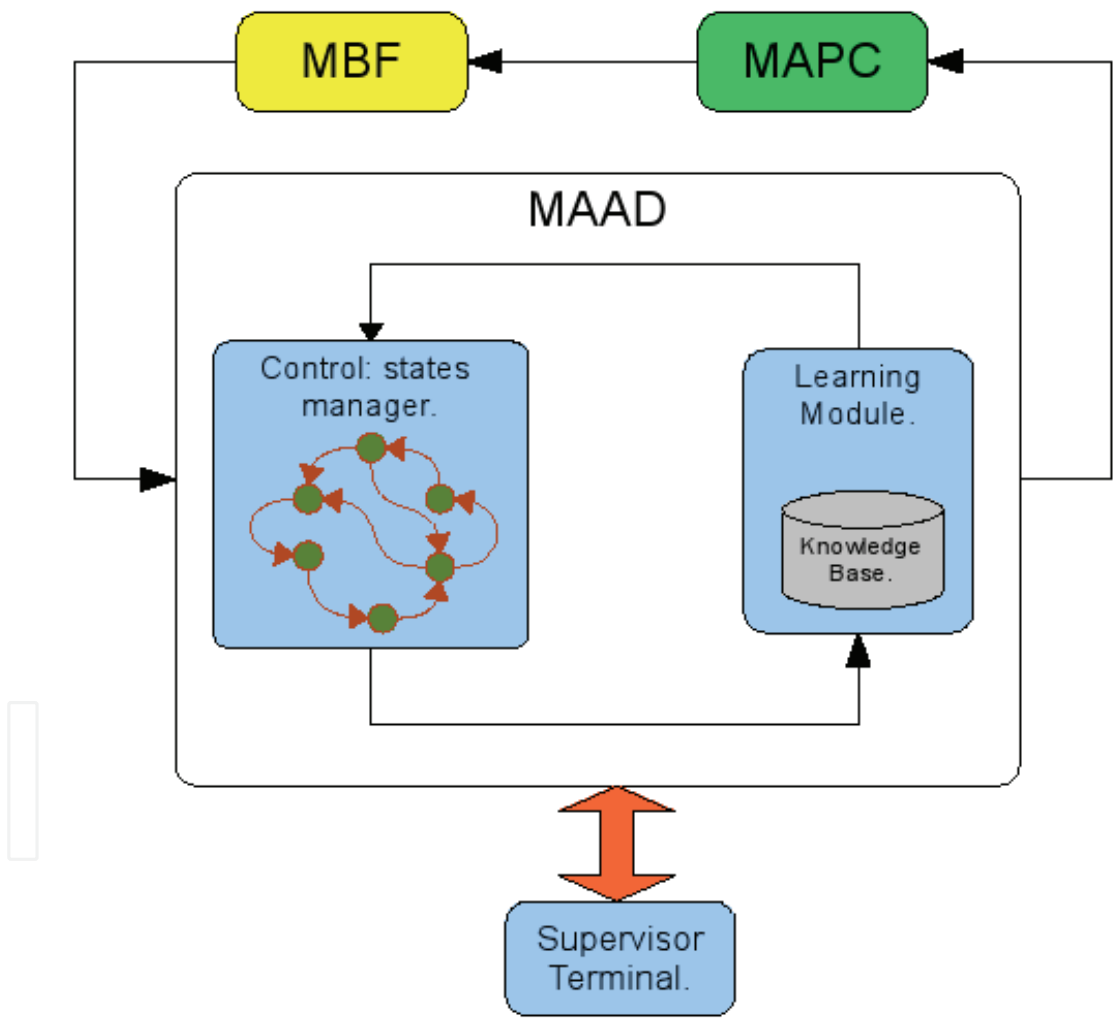 MBF
MAPC
MAAD
Control: states
manager.
Learning
Module.
Knowledge
Base.
Supervisor
Terminal.